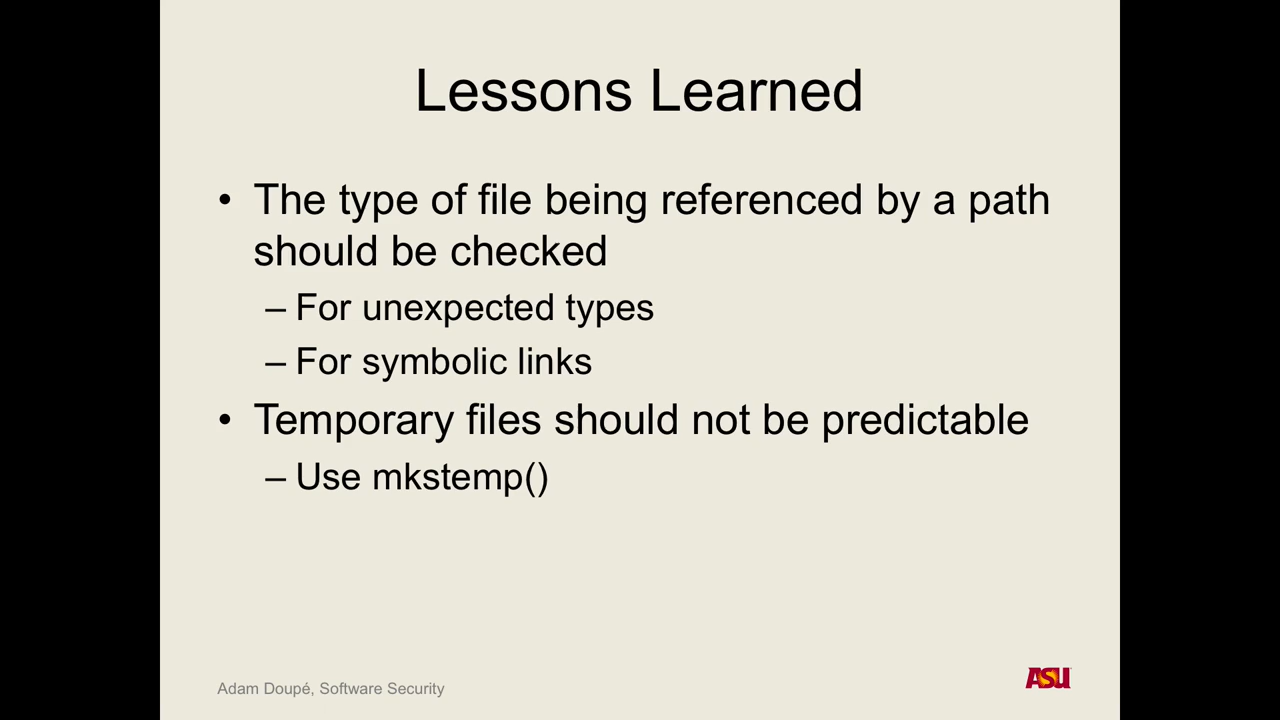 Lessons Learned
• The type of file being referenced by a path
should be checked
– For unexpected types
– For symbolic links
• Temporary files should not be predictable
– Use mkstemp()
Adam Doupé, Software Security
ASU